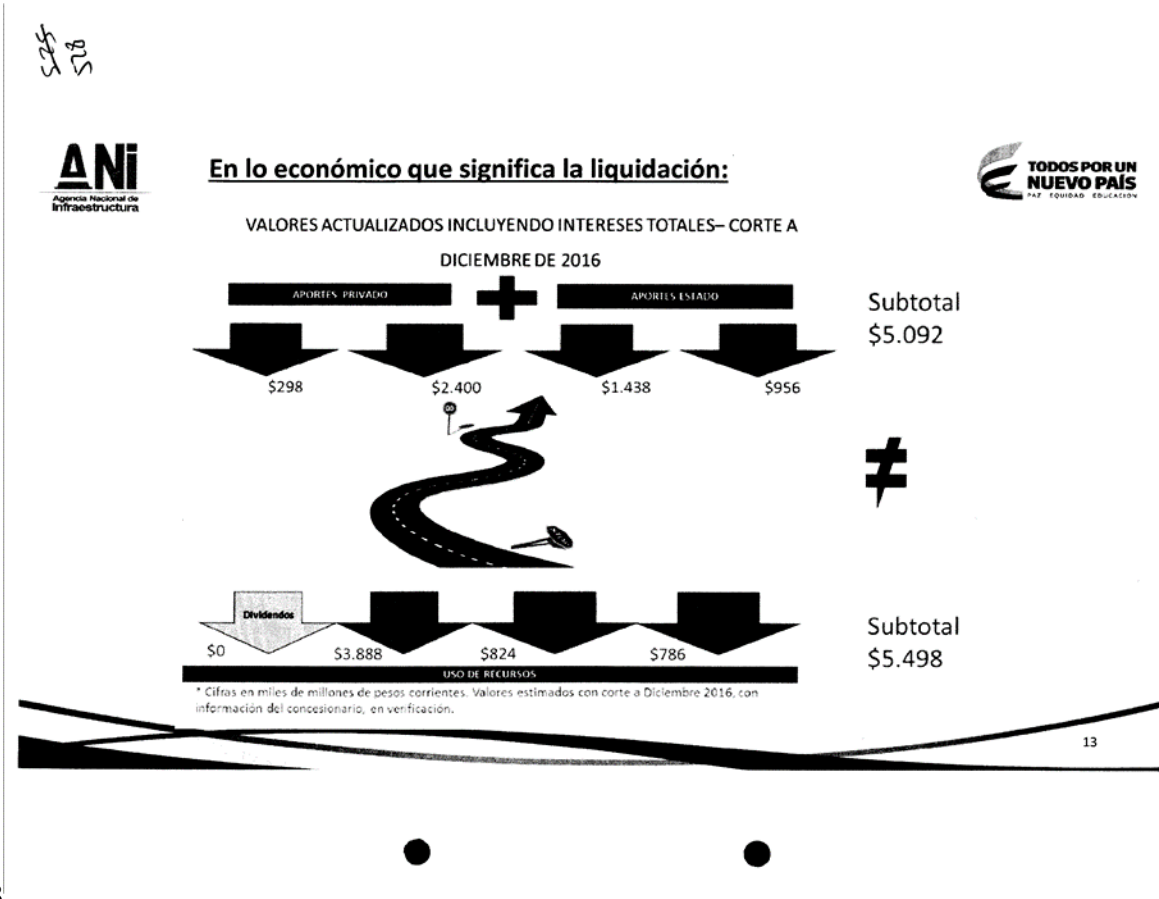 525
528
ANi
Agencia Nacional de
Infraestructura
En lo económico que significa la liquidación:
TODOS POR UN
NUEVO PAÍS
PAZ EQUIDAD EDUCACIÓN
VALORES ACTUALIZADOS INCLUYENDO INTERESES TOTALES– CORTE A
DICIEMBRE DE 2016
APORTES PRIVADO
APORTES ESTADO
Subtotal
$5.092
$298
$2.400
$1.438
$956
≠
Dividendos
$0
$3.888
$824
$786
Subtotal
$5.498
USO DE RECURSOS
* Cifras en miles de millones de pesos corrientes. Valores estimados con corte a Diciembre 2016, con
información del concesionario, en verificación.
13